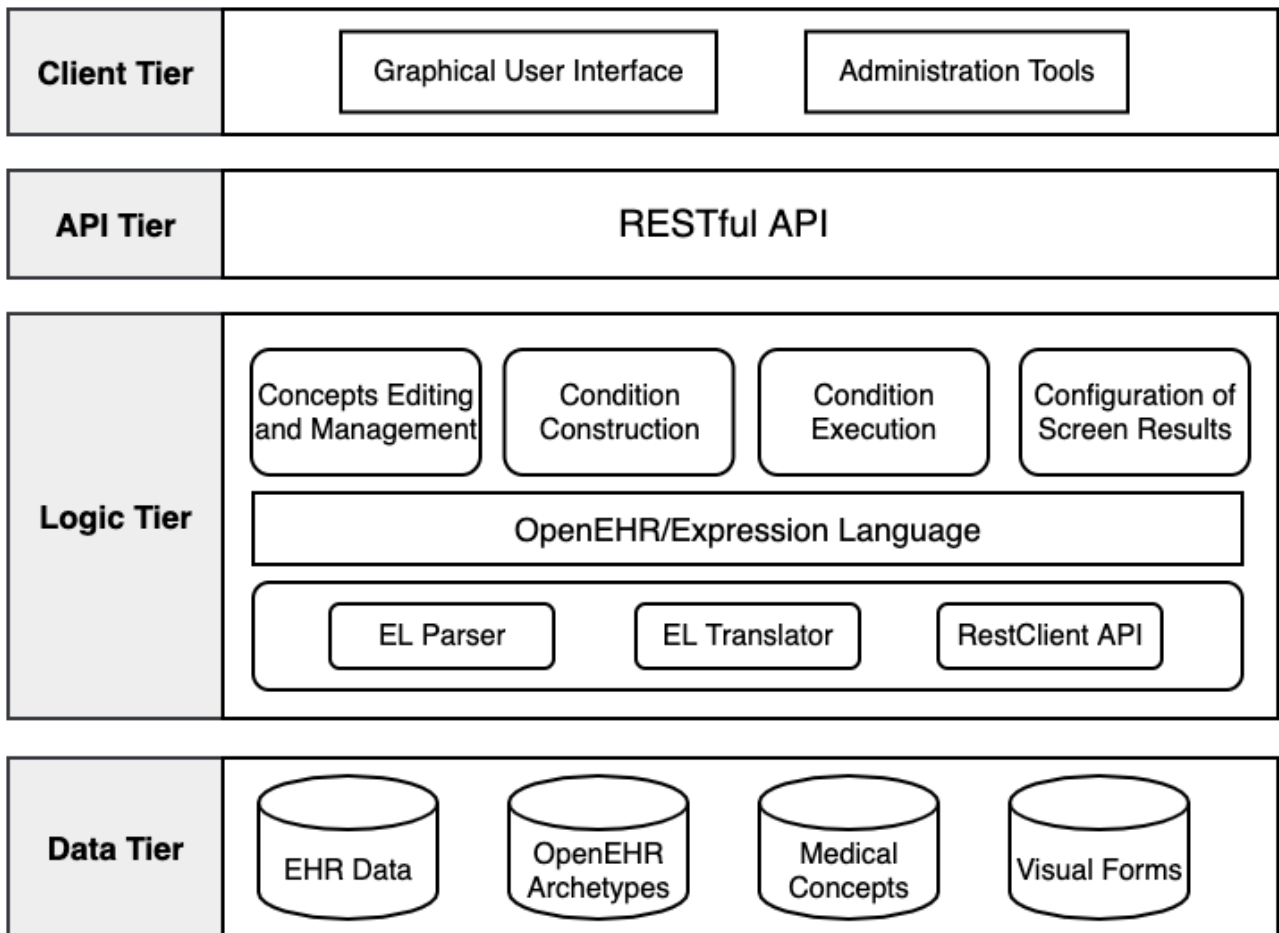 Client Tier
Graphical User Interface
Administration Tools
API Tier
RESTful API
Logic Tier
Concepts Editing
and Management
Condition
Construction
Condition
Execution
Configuration of
Screen Results
OpenEHR/Expression Language
EL Parser
EL Translator
RestClient API
Data Tier
EHR Data
OpenEHR
Archetypes
Medical
Concepts
Visual Forms